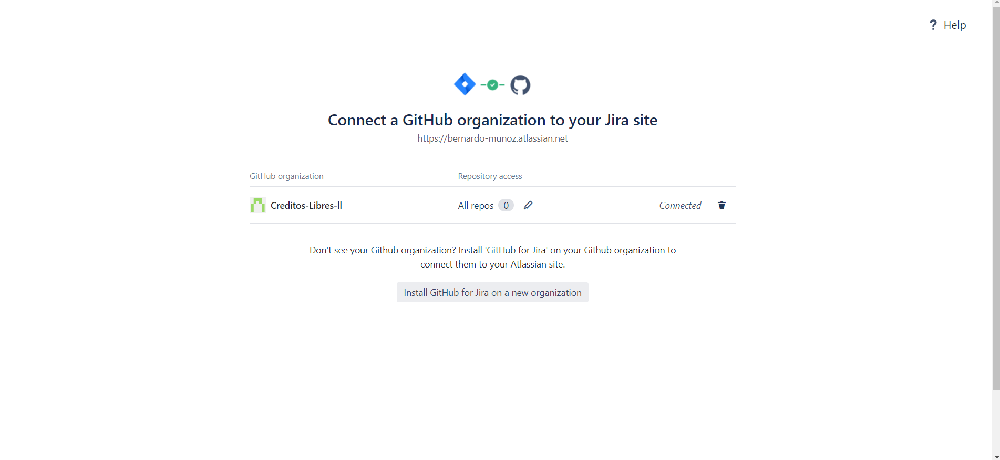 ? Help
Connect a GitHub organization to your Jira site
https://bernardo-munoz.atlassian.net
GitHub organization Repository access
Creditos-Libres-ll All repos 0 Connected
Don't see your Github organization? Install 'GitHub for Jira' on your Github organization to
connect them to your Atlassian site.
Install GitHub for Jira on a new organization